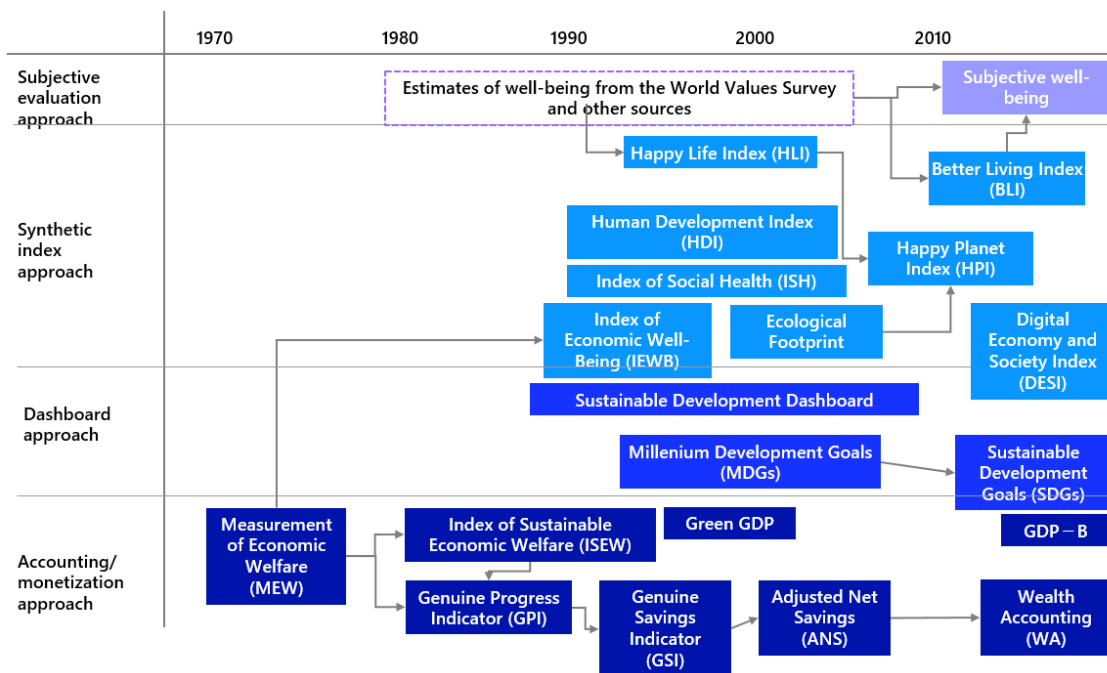 1970 1980 1990 2000 2010
Subjective
evaluation
approach
Estimates of well-being from the World Values Survey
and other sources
Subjective well-
being
Synthetic
index
approach
Happy Life Index (HLI)
Better Living Index
(BLI)
Human Development Index
(HDI)
Happy Planet
Index (HPI)
Index of Social Health (ISH)
Index of
Economic Well-
Being (IEWB)
Ecological
Footprint
Digital
Economy and
Society Index
(DESI)
Dashboard
approach
Sustainable Development Dashboard
Millenium Development Goals
(MDGs)
Sustainable
Development
Goals (SDGs)
Accounting/
monetization
approach
Measurement
of Economic
Welfare
(MEW)
Index of Sustainable
Economic Welfare (ISEW)
Green GDP
GDP－B
Genuine Progress
Indicator (GPI)
Genuine
Savings
Indicator
(GSI)
Adjusted Net
Savings
(ANS)
Wealth
Accounting
(WA)